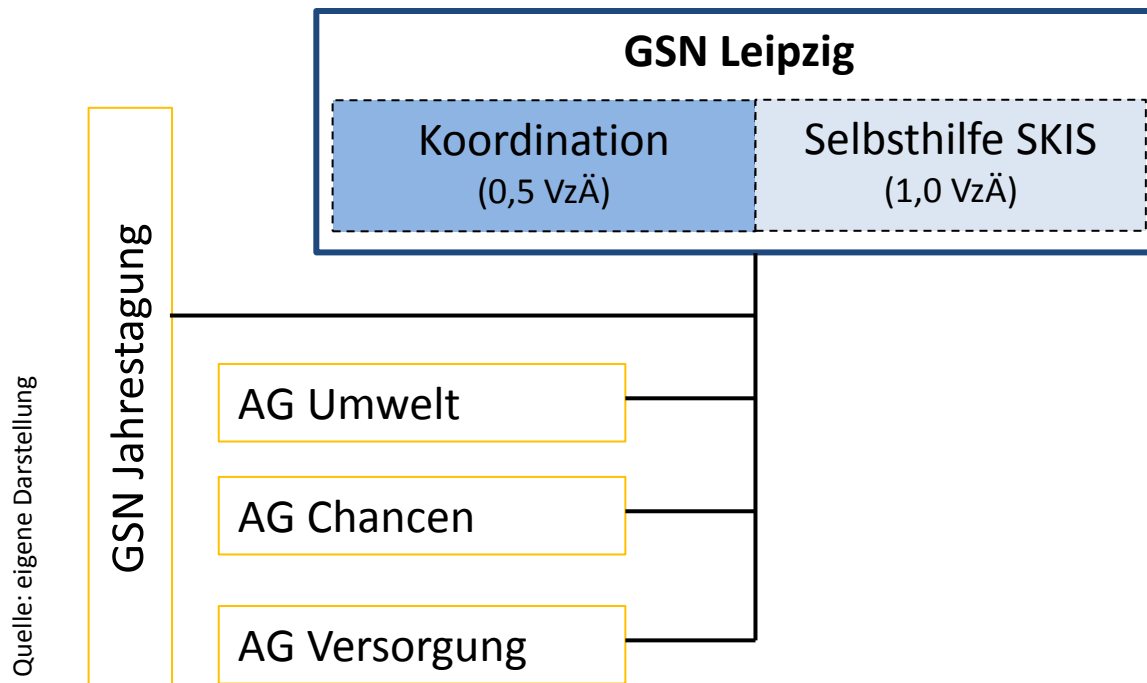 GSN Leipzig
Koordination
(0,5 VzÄ)
Selbsthilfe SKIS
(1,0 VzÄ)
GSN Jahrestagung
AG Umwelt
AG Chancen
AG Versorgung
Quelle: eigene Darstellung